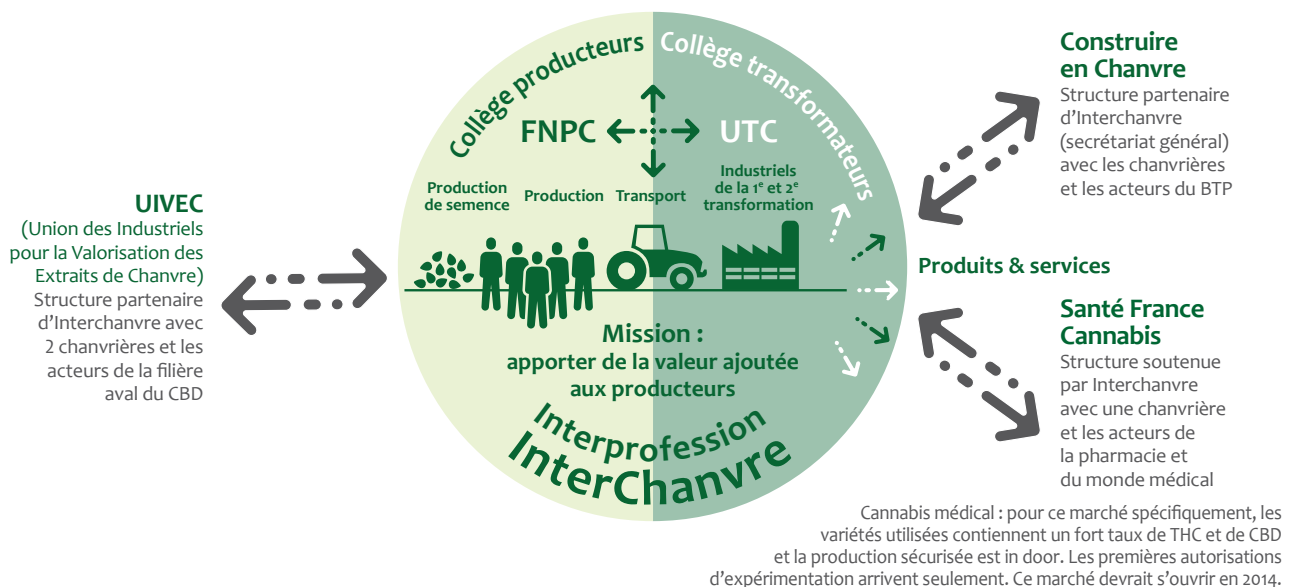 Collège producteurs
Collège transformateurs
FNPC
UTC
Production
de semence
Production
Transport
Industriels
de la 1e et 2e
transformation
Mission :
apporter de la valeur ajoutée
aux producteurs
Interprofession
InterChanvre
UIVEC
(Union des Industriels
pour la Valorisation des
Extraits de Chanvre)
Structure partenaire
d'Interchanvre avec
2 chanvrières et les
acteurs de la filière
aval du CBD
Construire
en Chanvre
Structure partenaire
d'Interchanvre
(secrétariat général)
avec les chanvrières
et les acteurs du BTP
Produits & services
Santé France
Cannabis
Structure soutenue
par Interchanvre
avec une chanvrière
et les acteurs de
la pharmacie et
du monde médical
Cannabis médical : pour ce marché spécifiquement, les
variétés utilisées contiennent un fort taux de THC et de CBD
et la production sécurisée est in door. Les premières autorisations
d'expérimentation arrivent seulement. Ce marché devrait s'ouvrir en 2014.